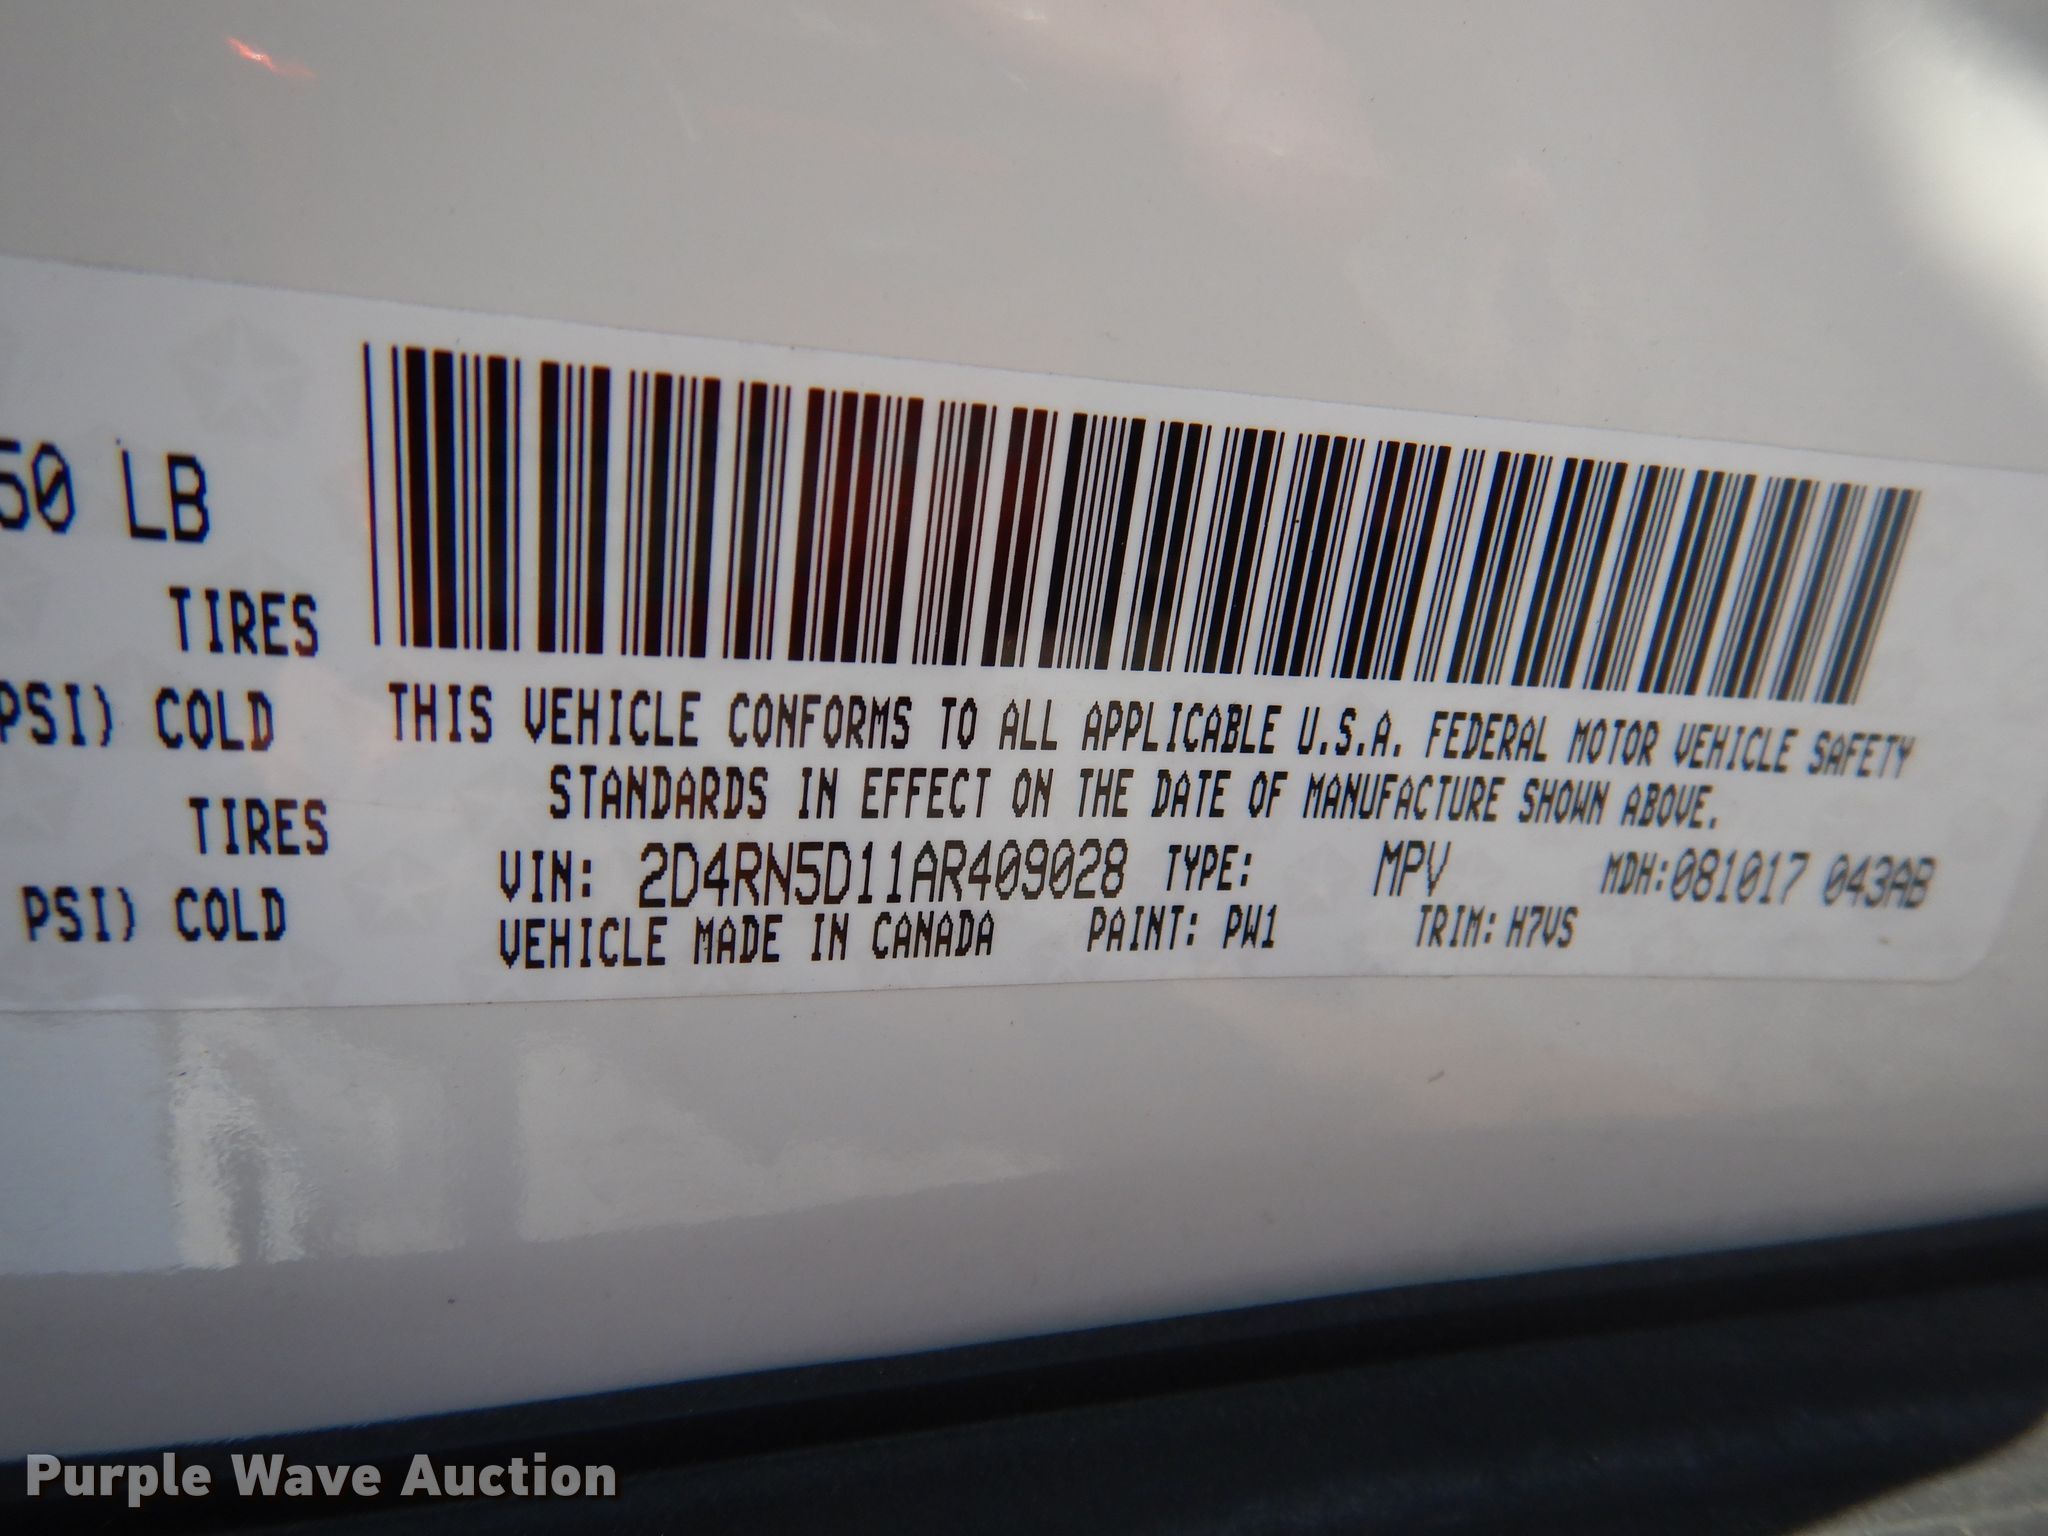 50 LB
TIRES
PSI) COLD
TIRES
PSI) COLD
THIS VEHICLE CONFORMS TO ALL APPLICABLE U.S.A. FEDERAL MOTOR VEHICLE SAFETY
STANDARDS IN EFFECT ON THE DATE OF MANUFACTURE SHOWN ABOVE.
VIN: 2D4RN5D11AR409028 TYPE: MPV MDH:081017 043AB
VEHICLE MADE IN CANADA PAINT: PW1 TRIM: H7VS
Purple Wave Auction